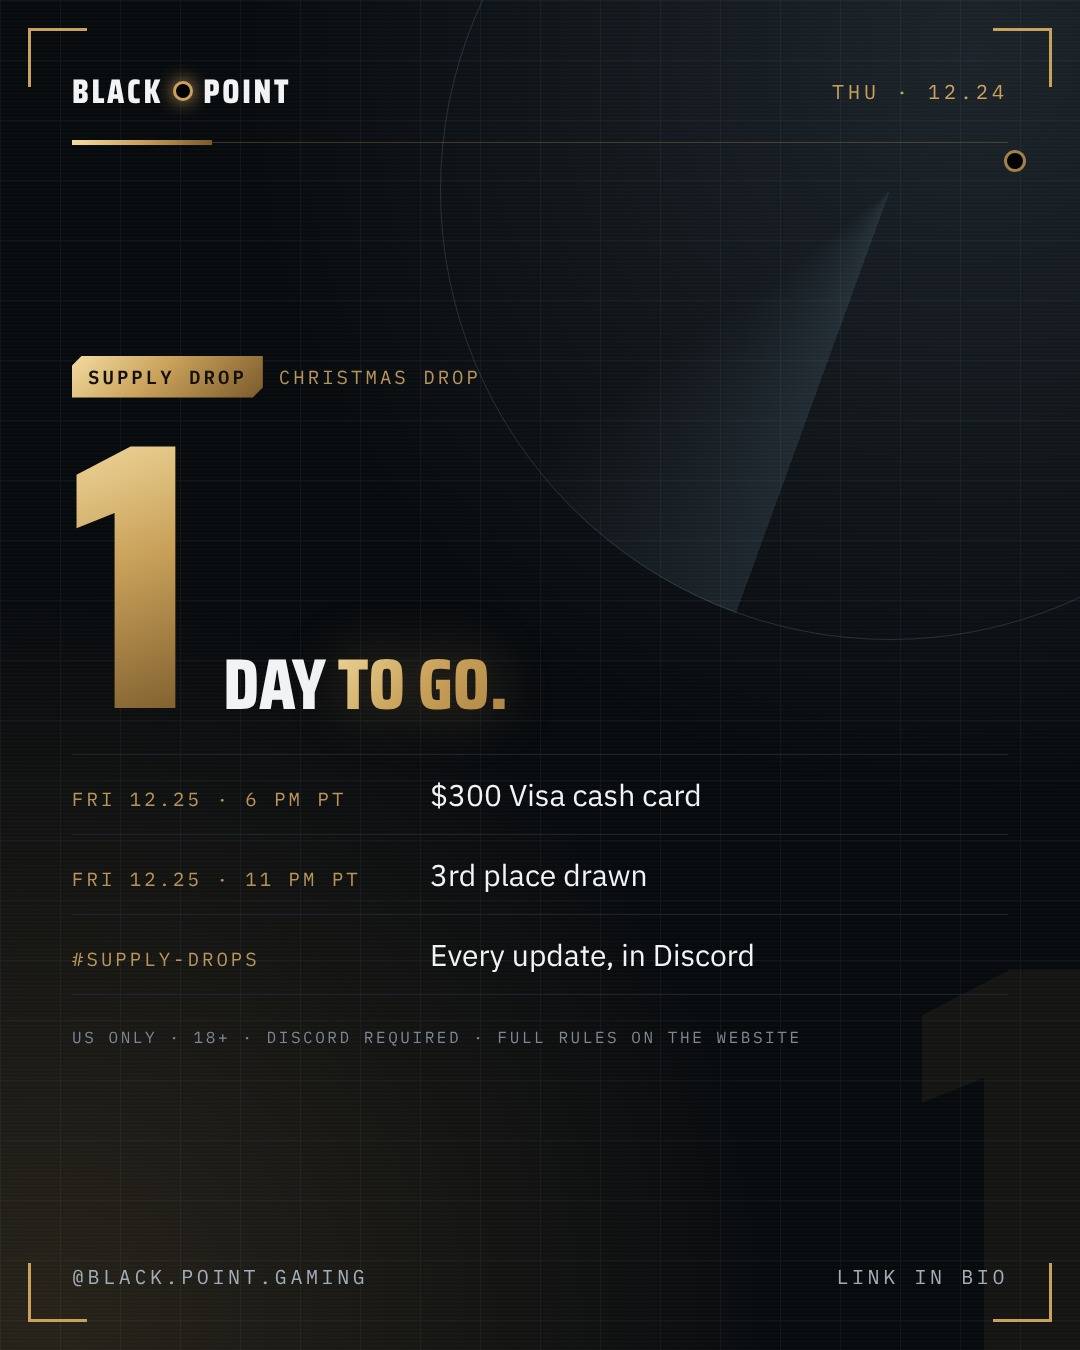 BLACK POINT
THU · 12.24
SUPPLY DROP CHRISTMAS DROP
1 DAY TO GO.
FRI 12.25 · 6 PM PT $300 Visa cash card
FRI 12.25 · 11 PM PT 3rd place drawn
#SUPPLY-DROPS Every update, in Discord
US ONLY · 18+ · DISCORD REQUIRED · FULL RULES ON THE WEBSITE
1
@BLACK.POINT.GAMING
LINK IN BIO